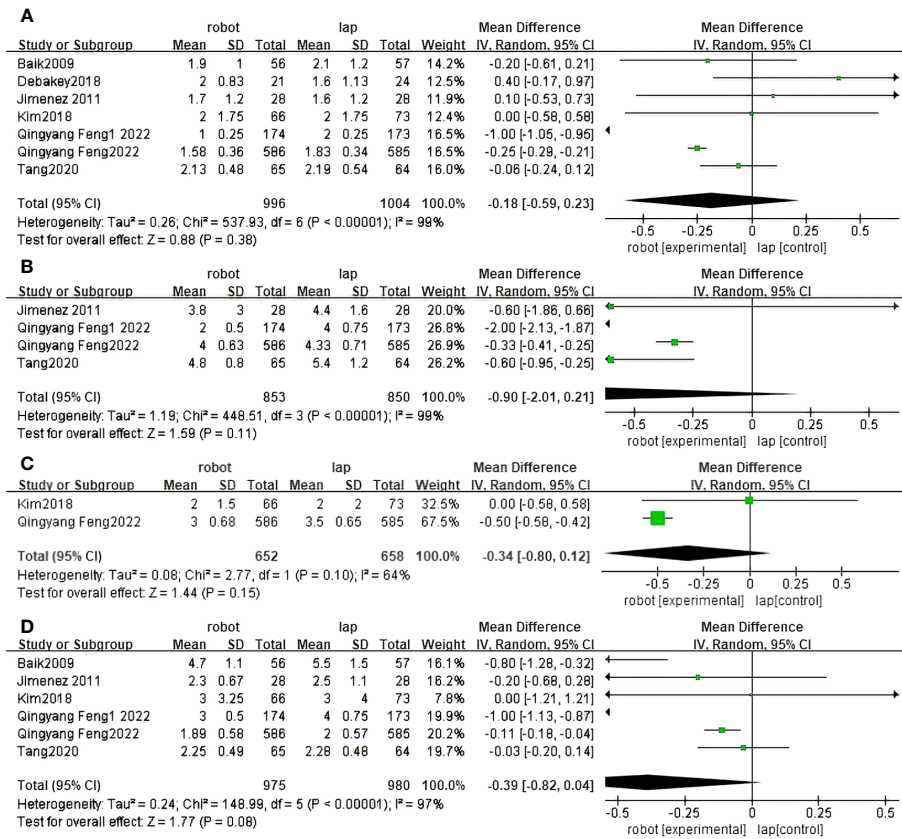 A
robot lap Mean Difference Mean Difference
Study or Subgroup Mean SD Total Mean SD Total Weight IV, Random, 95% CI IV, Random, 95% CI
Baik2009 1.9 1 56 2.1 1.2 57 14.2% -0.20 [-0.61, 0.21]
Debakey2018 2 0.83 21 1.6 1.13 24 12.5% 0.40 [-0.17, 0.97]
Jimenez 2011 1.7 1.2 28 1.6 1.2 28 11.9% 0.10 [-0.53, 0.73]
Kim2018 2 1.75 66 2 1.75 73 12.4% 0.00 [-0.58, 0.58]
Qingyang Feng1 2022 1 0.25 174 2 0.25 173 16.5% -1.00 [-1.05, -0.95]
Qingyang Feng2022 1.58 0.36 586 1.83 0.34 585 16.5% -0.25 [-0.29, -0.21]
Tang2020 2.13 0.48 65 2.19 0.54 64 16.0% -0.06 [-0.24, 0.12]
Total (95% CI) 996 1004 100.0% -0.18 [-0.59, 0.23]
Heterogeneity: Tau² = 0.26; Chi² = 537.93, df = 6 (P < 0.00001); I² = 99%
Test for overall effect: Z = 0.88 (P = 0.38)
-0.5 -0.25 0 0.25 0.5
robot [experimental] lap [control]
B
robot lap Mean Difference Mean Difference
Study or Subgroup Mean SD Total Mean SD Total Weight IV, Random, 95% CI IV, Random, 95% CI
Jimenez 2011 3.8 3 28 4.4 1.6 28 20.0% -0.60 [-1.86, 0.66]
Qingyang Feng1 2022 2 0.5 174 4 0.75 173 26.8% -2.00 [-2.13, -1.87]
Qingyang Feng2022 4 0.63 586 4.33 0.71 585 26.9% -0.33 [-0.41, -0.25]
Tang2020 4.8 0.8 65 5.4 1.2 64 26.2% -0.60 [-0.95, -0.25]
Total (95% CI) 853 850 100.0% -0.90 [-2.01, 0.21]
Heterogeneity: Tau² = 1.19; Chi² = 448.51, df = 3 (P < 0.00001); I² = 99%
Test for overall effect: Z = 1.59 (P = 0.11)
-0.5 -0.25 0 0.25 0.5
robot [experimental] lap [control]
C
robot lap Mean Difference Mean Difference
Study or Subgroup Mean SD Total Mean SD Total Weight IV, Random, 95% CI IV, Random, 95% CI
Kim2018 2 1.5 66 2 2 73 32.5% 0.00 [-0.58, 0.58]
Qingyang Feng2022 3 0.68 586 3.5 0.65 585 67.5% -0.50 [-0.58, -0.42]
Total (95% CI) 652 658 100.0% -0.34 [-0.80, 0.12]
Heterogeneity: Tau² = 0.08; Chi² = 2.77, df = 1 (P = 0.10); I² = 64%
Test for overall effect: Z = 1.44 (P = 0.15)
-0.5 -0.25 0 0.25 0.5
robot [experimental] lap[control]
D
robot lap Mean Difference Mean Difference
Study or Subgroup Mean SD Total Mean SD Total Weight IV, Random, 95% CI IV, Random, 95% CI
Baik2009 4.7 1.1 56 5.5 1.5 57 16.1% -0.80 [-1.28, -0.32]
Jimenez 2011 2.3 0.67 28 2.5 1.1 28 16.2% -0.20 [-0.68, 0.28]
Kim2018 3 3.25 66 3 4 73 7.8% 0.00 [-1.21, 1.21]
Qingyang Feng1 2022 3 0.5 174 4 0.75 173 19.9% -1.00 [-1.13, -0.87]
Qingyang Feng2022 1.89 0.58 586 2 0.57 585 20.2% -0.11 [-0.18, -0.04]
Tang2020 2.25 0.49 65 2.28 0.48 64 19.7% -0.03 [-0.20, 0.14]
Total (95% CI) 975 980 100.0% -0.39 [-0.82, 0.04]
Heterogeneity: Tau² = 0.24; Chi² = 148.99, df = 5 (P < 0.00001); I² = 97%
Test for overall effect: Z = 1.77 (P = 0.08)
-0.5 -0.25 0 0.25 0.5
robot [experimental] lap [control]